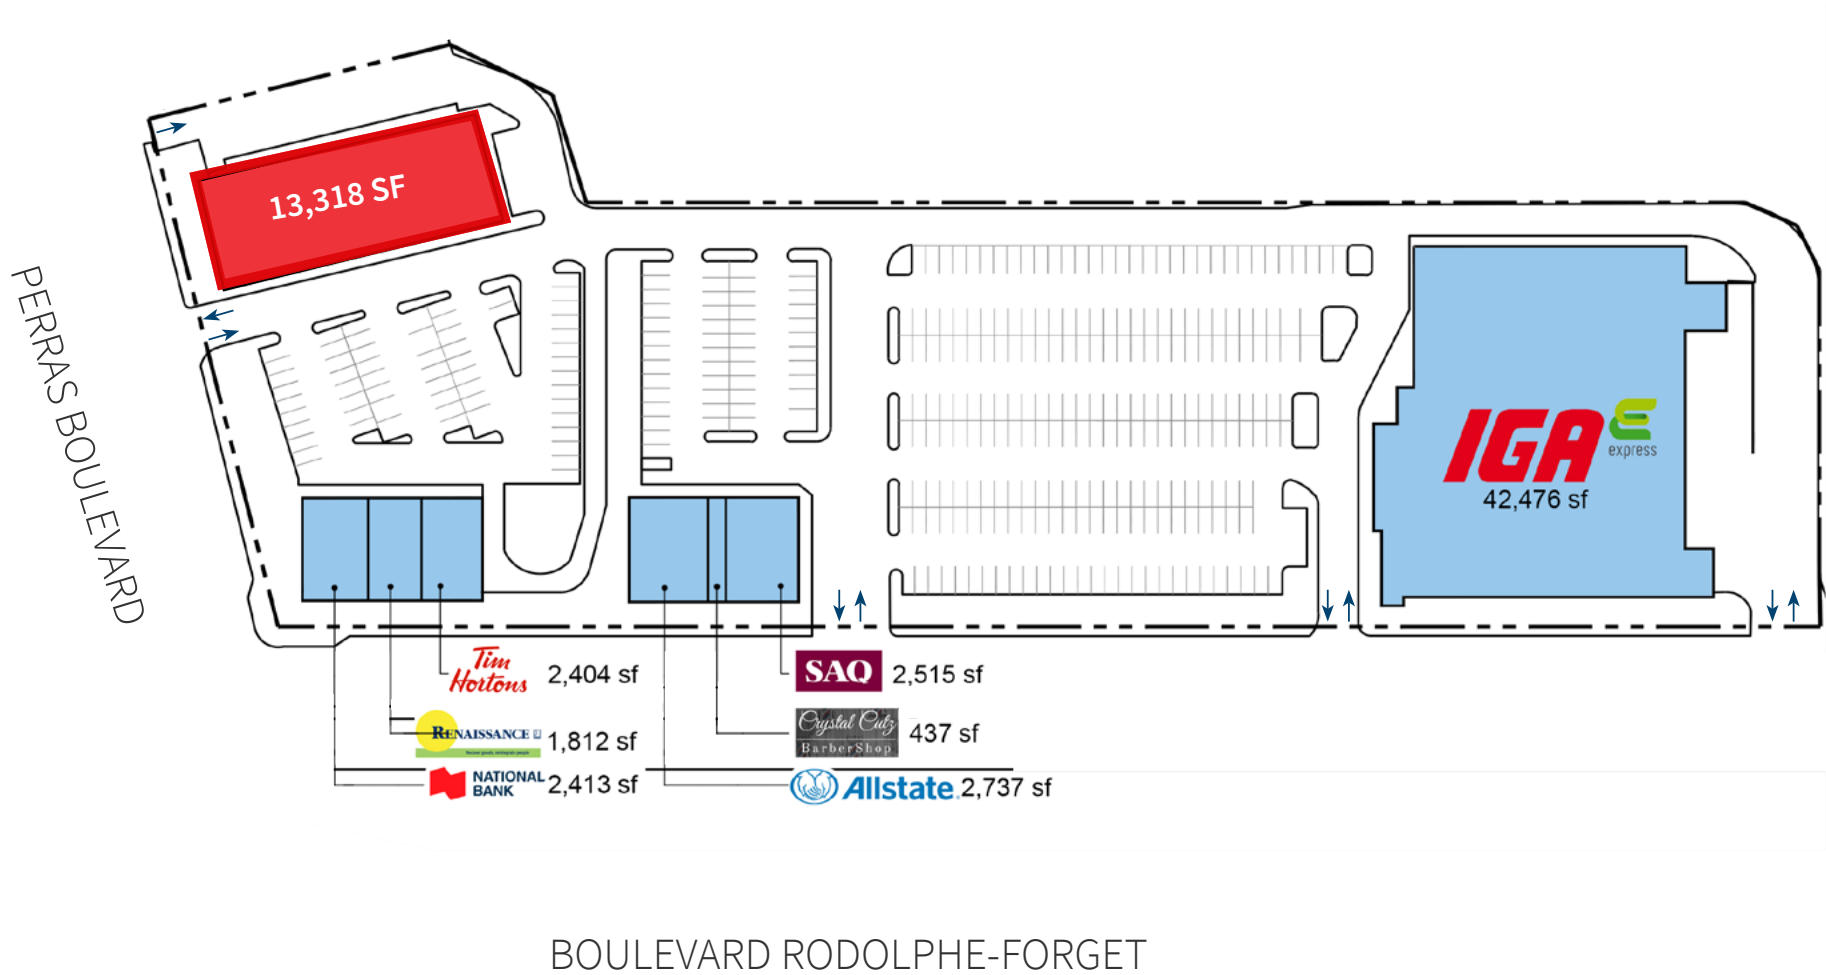 13,318 SF
PERRAS BOULEVARD
IGA
express
42,476 sf
Tim
Hortons
2,404 sf
SAQ
2,515 sf
RENAISSANCE
1,812 sf
Crystal Cutz
BarberShop
437 sf
NATIONAL
BANK
2,413 sf
Allstate.
2,737 sf
BOULEVARD RODOLPHE-FORGET